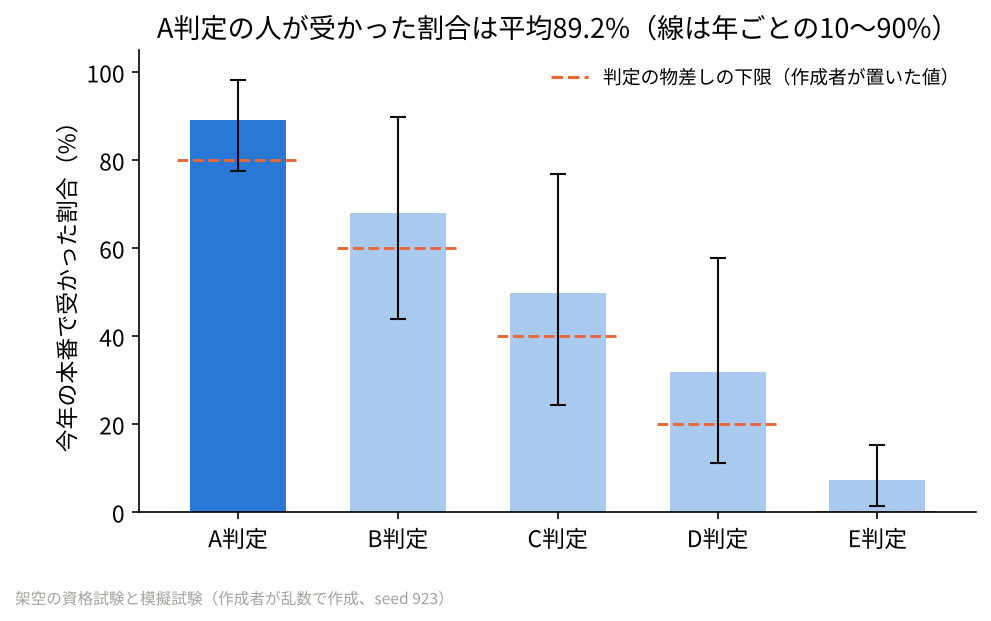 A判定の人が受かった割合は平均89.2%（線は年ごとの10〜90%）
判定の物差しの下限（作成者が置いた値）
今年の本番で受かった割合（%）
100
80
60
40
20
0
A判定
B判定
C判定
D判定
E判定
架空の資格試験と模擬試験（作成者が乱数で作成、seed 923）